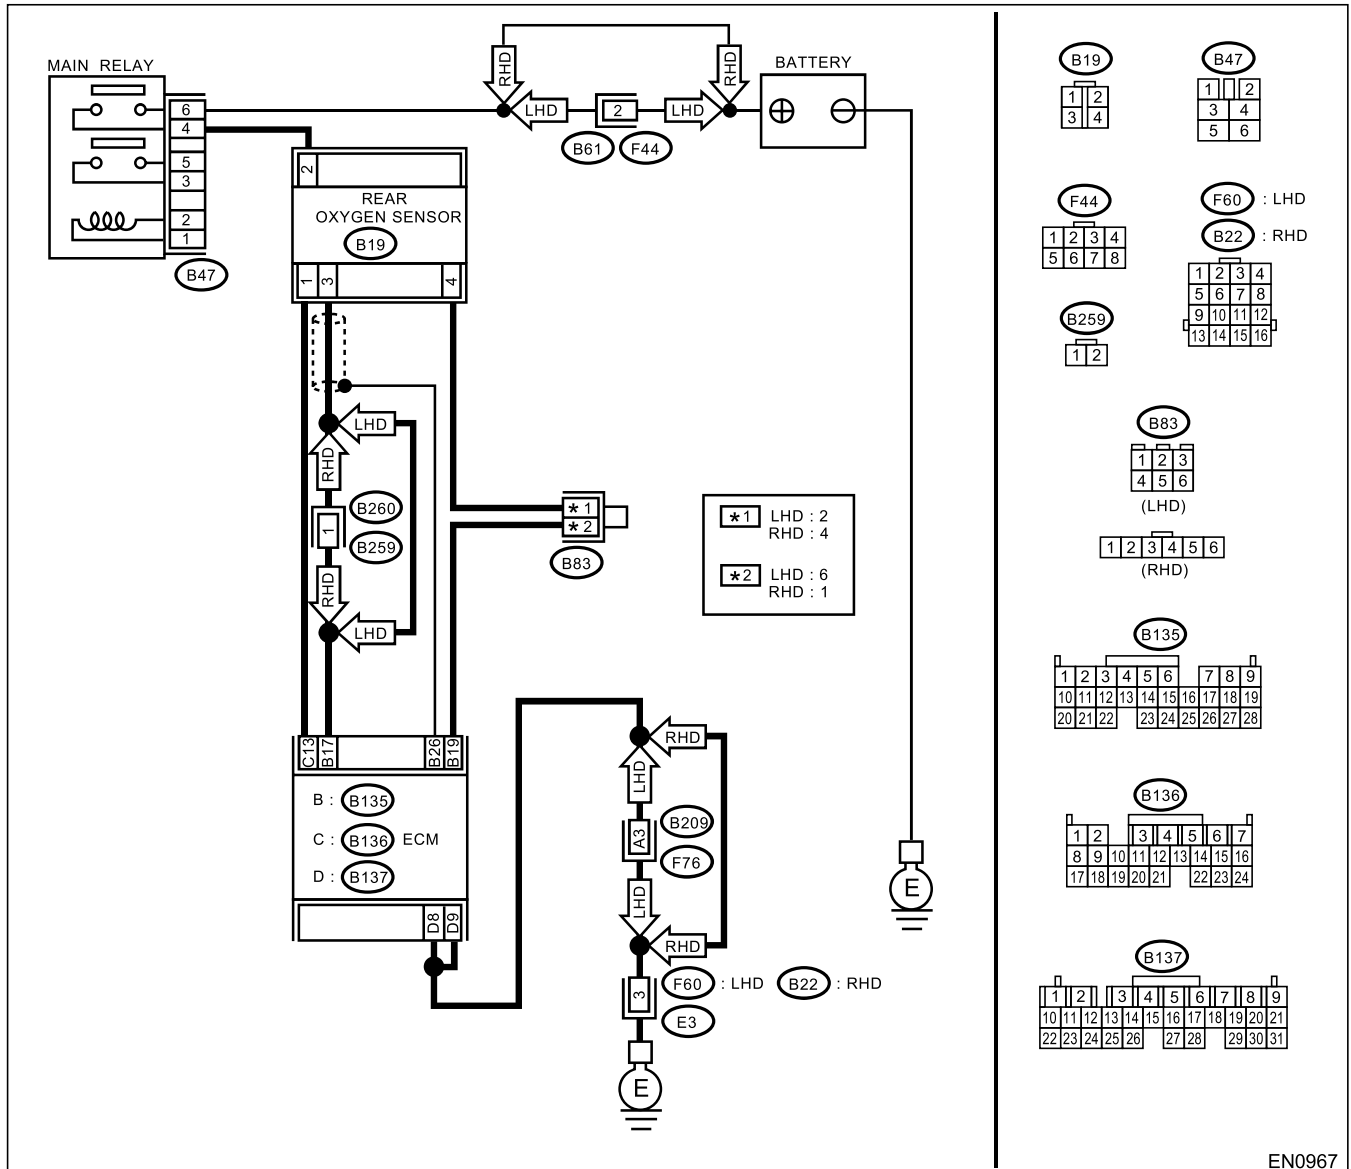 MAIN RELAY
6
4
5
3
2
1
B47
RHD
RHD
LHD
2
LHD
B61
F44
BATTERY
2
REAR
OXYGEN SENSOR
B19
1
3
4
LHD
RHD
1
B260
B259
RHD
LHD
*1
*2
B83
*1 LHD : 2
RHD : 4
*2 LHD : 6
RHD : 1
C13
B17
B26
B19
B : B135
C : B136 ECM
D : B137
D8
D9
RHD
LHD
A3
B209
F76
LHD
RHD
3
F60 : LHD B22 : RHD
E3
E
E
B19
1 2
3 4
B47
1 2
3 4
5 6
F44
1 2 3 4
5 6 7 8
F60 : LHD
B22 : RHD
1 2 3 4
5 6 7 8
9 10 11 12
13 14 15 16
B259
1 2
B83
1 2 3
4 5 6
(LHD)
1 2 3 4 5 6
(RHD)
B135
1 2 3 4 5 6 7 8 9
10 11 12 13 14 15 16 17 18 19
20 21 22 23 24 25 26 27 28
B136
1 2 3 4 5 6 7
8 9 10 11 12 13 14 15 16
17 18 19 20 21 22 23 24
B137
1 2 3 4 5 6 7 8 9
10 11 12 13 14 15 16 17 18 19 20 21
22 23 24 25 26 27 28 29 30 31
EN0967